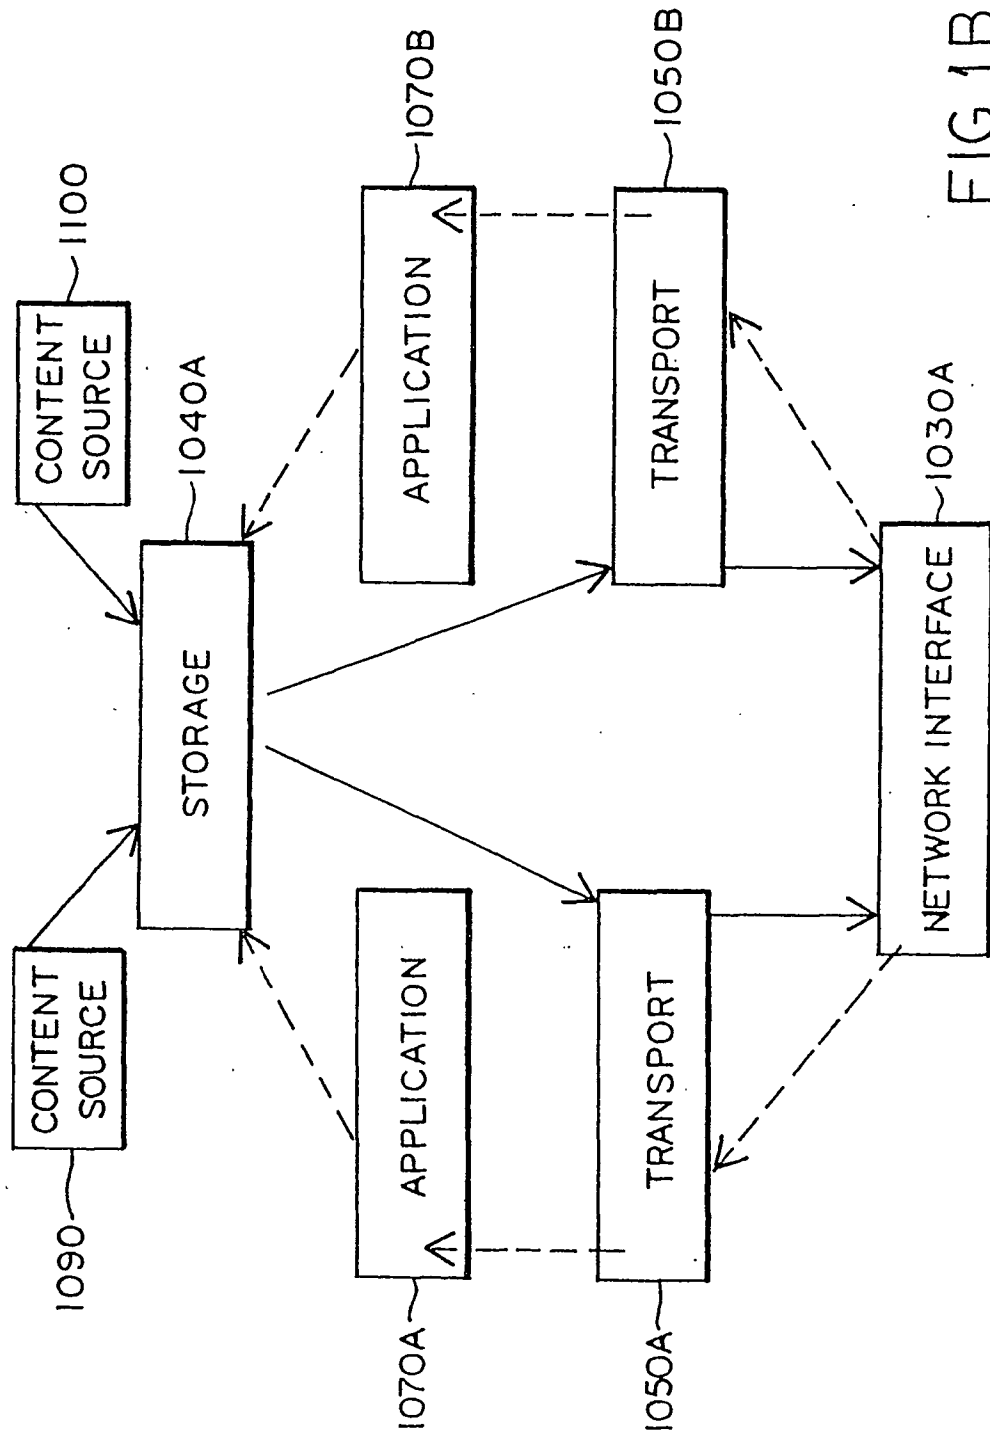 CONTENT
SOURCE
1090
CONTENT
SOURCE
1100
STORAGE
1040A
APPLICATION
1070A
APPLICATION
1070B
TRANSPORT
1050A
TRANSPORT
1050B
NETWORK INTERFACE
1030A
FIG 1B